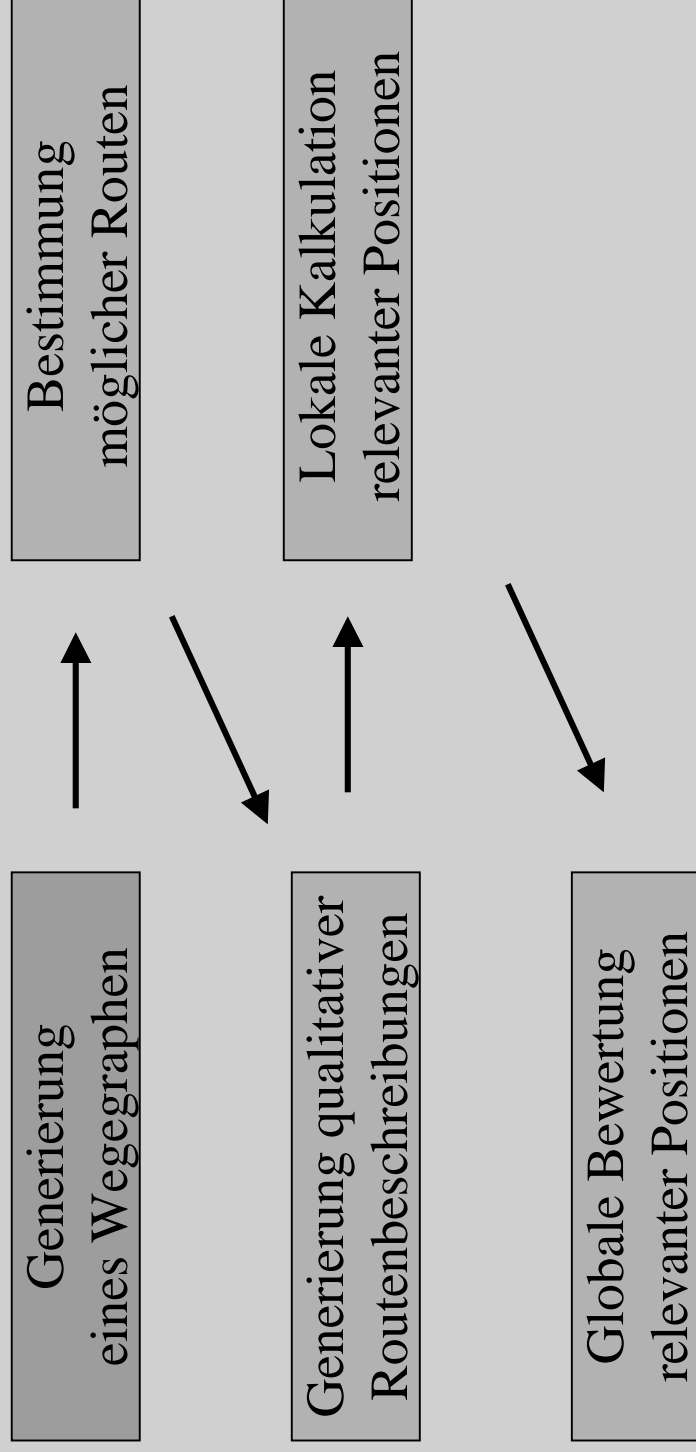 Generierung
eines Wegegraphen
Bestimmung
möglicher Routen
Generierung qualitativer
Routenbeschreibungen
Lokale Kalkulation
relevanter Positionen
Globale Bewertung
relevanter Positionen